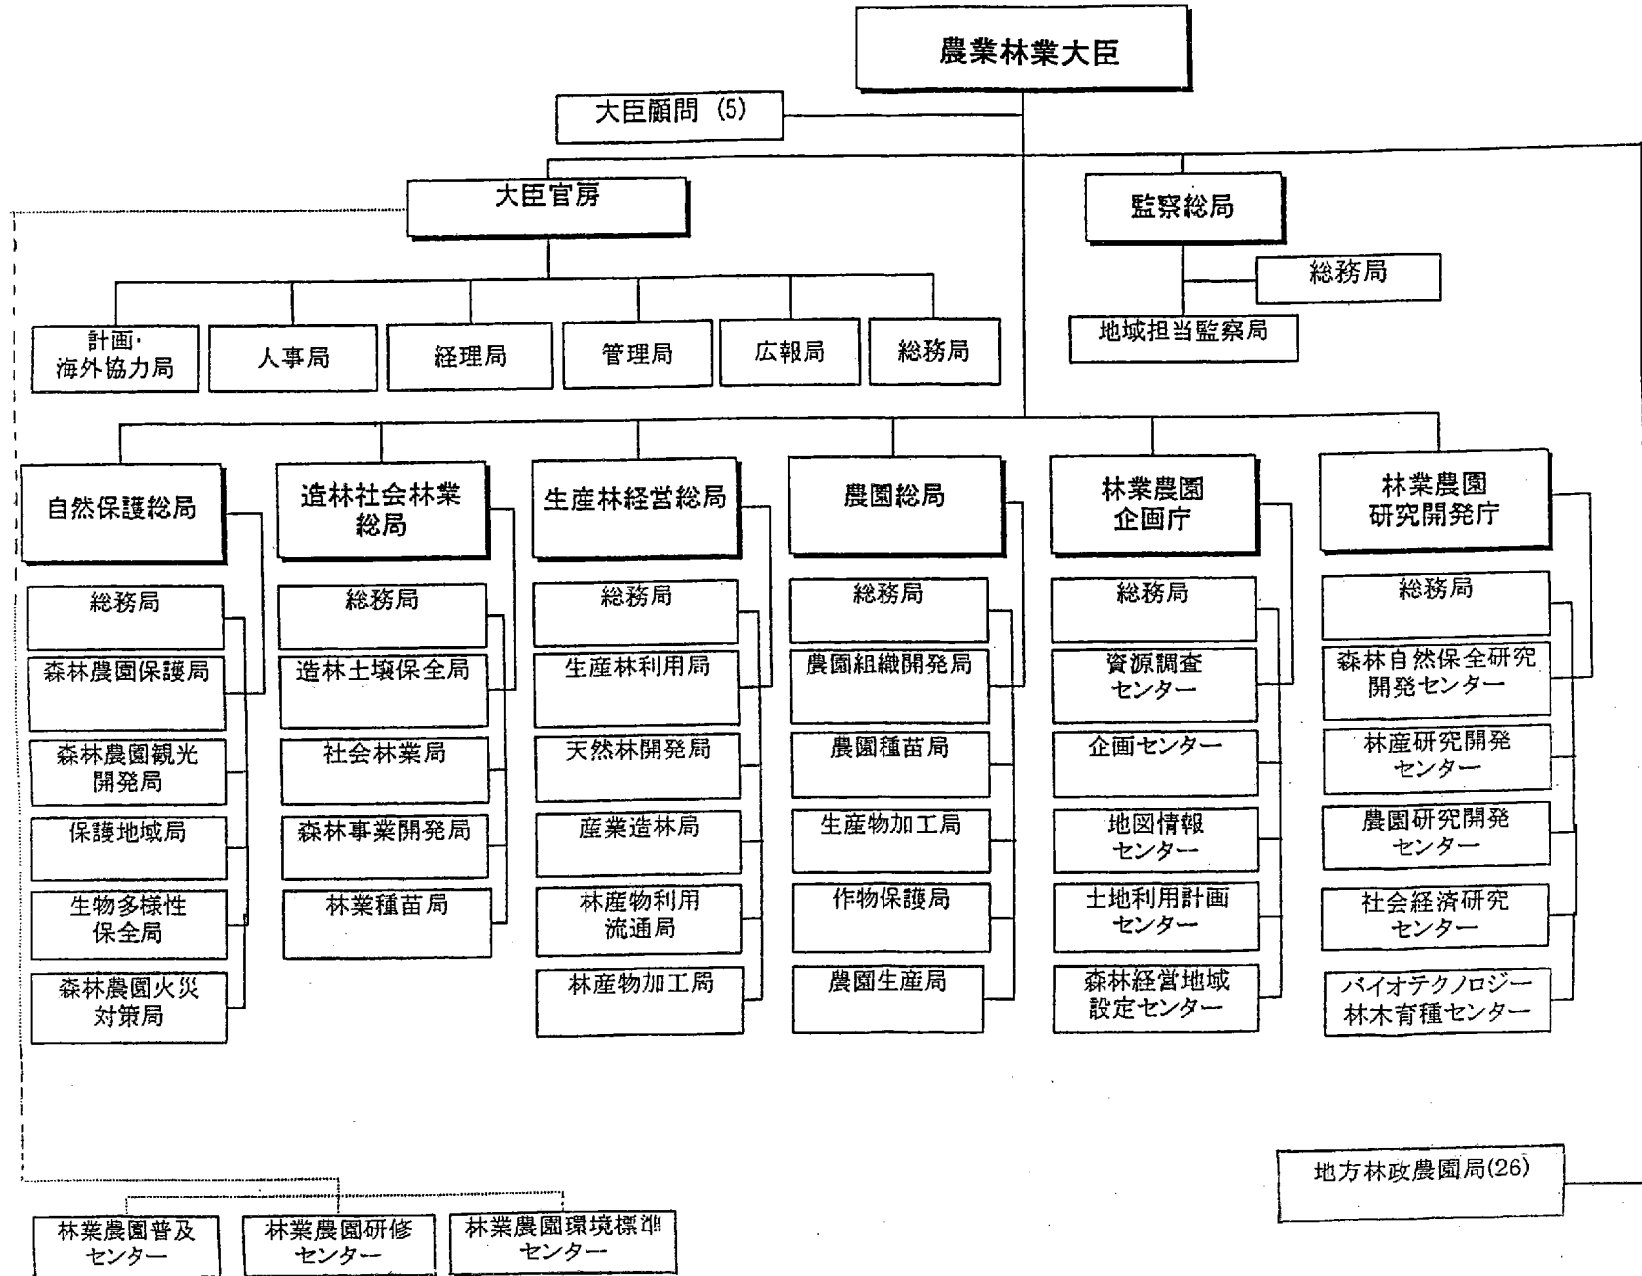 農業林業大臣
大臣顧問 (5)
大臣官房
監察総局
総務局
地域担当監察局
計画・
海外協力局
人事局
経理局
管理局
広報局
総務局
自然保護総局
総務局
森林農園保護局
森林農園観光
開発局
保護地域局
生物多様性
保全局
森林農園火災
対策局
造林社会林業
総局
総務局
造林土壌保全局
社会林業局
森林事業開発局
林業種苗局
生産林経営総局
総務局
生産林利用局
天然林開発局
産業造林局
林産物利用
流通局
林産物加工局
農園総局
総務局
農園組織開発局
農園種苗局
生産物加工局
作物保護局
農園生産局
林業農園
企画庁
総務局
資源調査
センター
企画センター
地図情報
センター
土地利用計画
センター
森林経営地域
設定センター
林業農園
研究開発庁
総務局
森林自然保全研究
開発センター
林産研究開発
センター
農園研究開発
センター
社会経済研究
センター
バイオテクノロジー
林木育種センター
地方林政農園局(26)
林業農園普及
センター
林業農園研修
センター
林業農園環境標準
センター